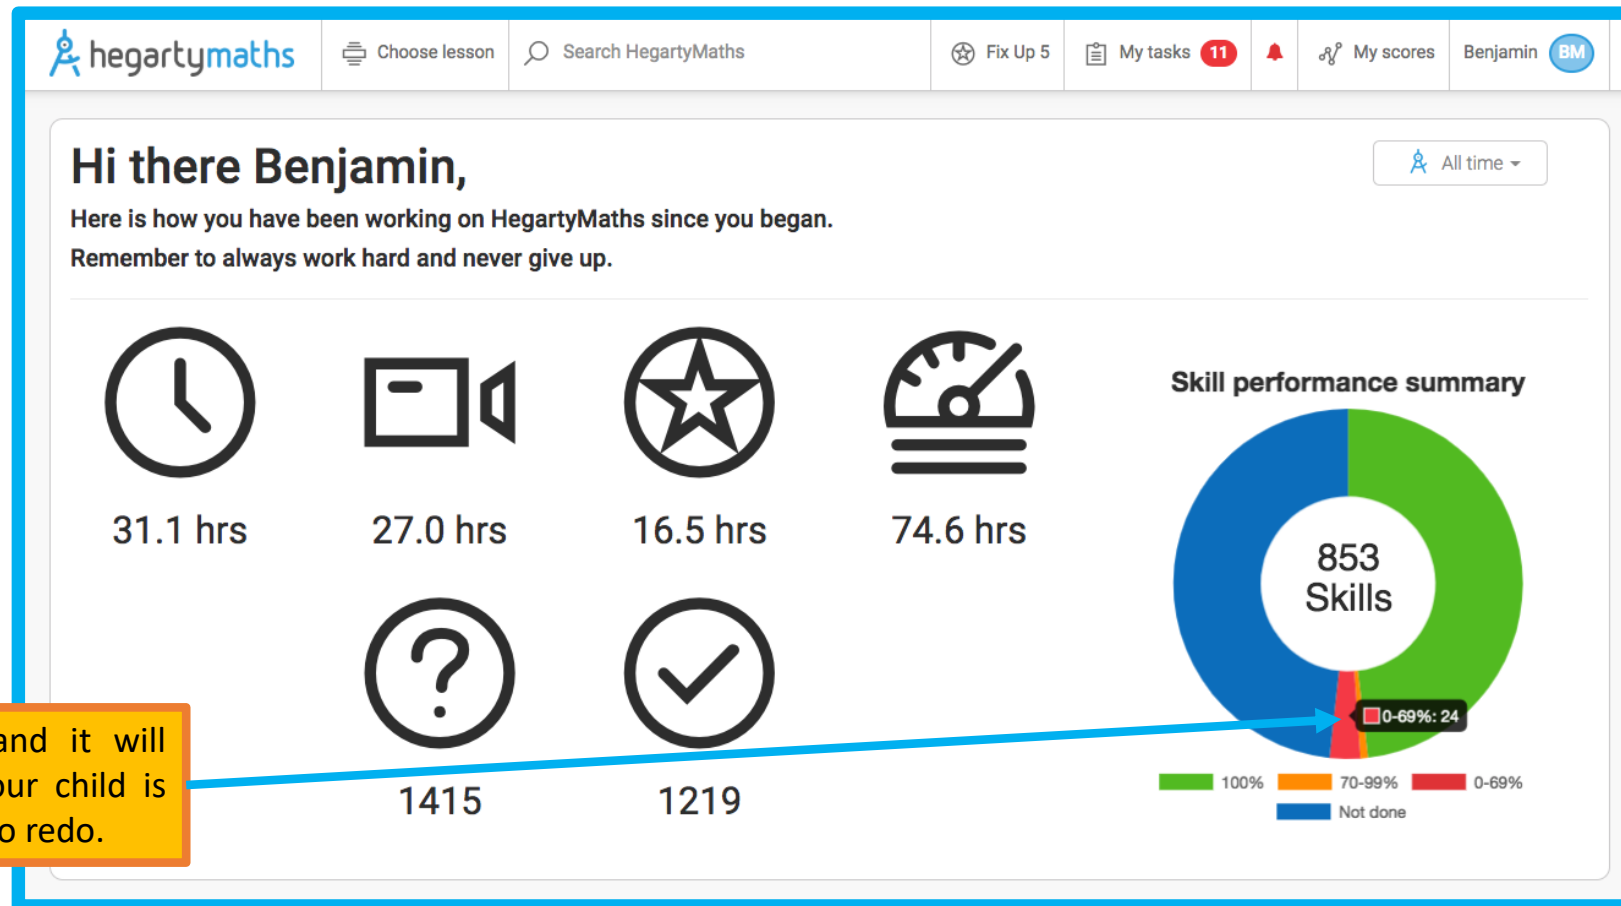 hegartymaths
Choose lesson
Search HegartyMaths
Fix Up 5
My tasks 11
My scores
Benjamin BM
Hi there Benjamin,
All time
Here is how you have been working on HegartyMaths since you began.
Remember to always work hard and never give up.
31.1 hrs
27.0 hrs
16.5 hrs
74.6 hrs
1415
1219
Skill performance summary
853
Skills
0-69%: 24
100% 70-99% 0-69%
Not done
and it will
our child is
o redo.